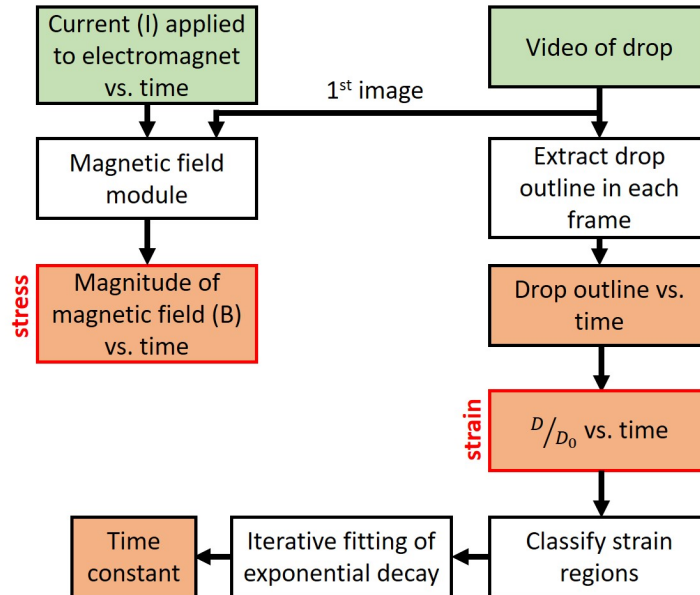 Current (I) applied
to electromagnet
vs. time
Video of drop
1st image
Magnetic field
module
Extract drop
outline in each
frame
stress
Magnitude of
magnetic field (B)
vs. time
Drop outline vs.
time
strain
D/D₀ vs. time
Time
constant
Iterative fitting of
exponential decay
Classify strain
regions